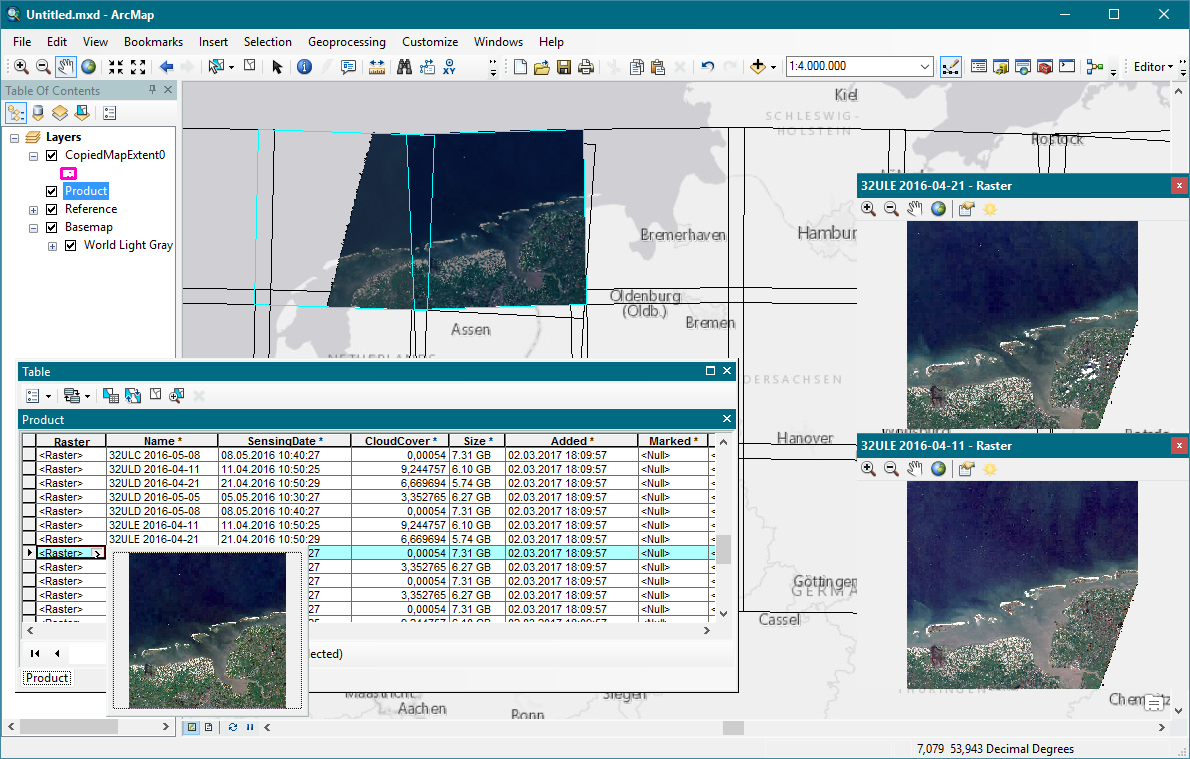 Untitled.mxd - ArcMap
File Edit View Bookmarks Insert Selection Geoprocessing Customize Windows Help
XY 1:4.000.000 Editor
Table Of Contents
Layers
CopiedMapExtent0
Product
Reference
Basemap
World Light Gray
Kiel
SCHLESWIG-
HOLSTEIN
Rostock
Bremerhaven
Hamburg
Oldenburg
(Oldb.)
Bremen
Assen
NETHERLANDS
DERSACHSEN
Hanover
Göttingen
GERMA
Cassel
THÜRINGEN
Chemnitz
Maastricht
Aachen
Siegen
Bonn
32ULE 2016-04-21 - Raster
32ULE 2016-04-11 - Raster
Table
Product
Raster Name * SensingDate * CloudCover * Size * Added * Marked *
<Raster> 32ULC 2016-05-08 08.05.2016 10:40:27 0,00054 7.31 GB 02.03.2017 18:09:57 <Null> <
<Raster> 32ULD 2016-04-11 11.04.2016 10:50:25 9,244757 6.10 GB 02.03.2017 18:09:57 <Null> <
<Raster> 32ULD 2016-04-21 21.04.2016 10:50:29 6,669694 5.74 GB 02.03.2017 18:09:57 <Null> <
<Raster> 32ULD 2016-05-05 05.05.2016 10:30:27 3,352765 6.27 GB 02.03.2017 18:09:57 <Null> <
<Raster> 32ULD 2016-05-08 08.05.2016 10:40:27 0,00054 7.31 GB 02.03.2017 18:09:57 <Null> <
<Raster> 32ULE 2016-04-11 11.04.2016 10:50:25 9,244757 6.10 GB 02.03.2017 18:09:57 <Null> <
<Raster> 32ULE 2016-04-21 21.04.2016 10:50:29 6,669694 5.74 GB 02.03.2017 18:09:57 <Null> <
<Raster> 27 0,00054 7.31 GB 02.03.2017 18:09:57 <Null> <
<Raster> 27 3,352765 6.27 GB 02.03.2017 18:09:57 <Null> <
<Raster> 27 0,00054 7.31 GB 02.03.2017 18:09:57 <Null> <
<Raster> 27 3,352765 6.27 GB 02.03.2017 18:09:57 <Null> <
<Raster> 27 0,00054 7.31 GB 02.03.2017 18:09:57 <Null> <
ected)
Product
7,079 53,943 Decimal Degrees